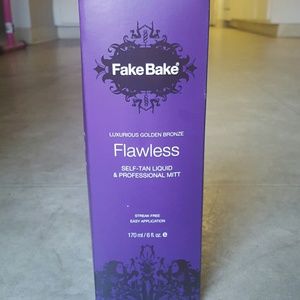 Fake Bake®
LUXURIOUS GOLDEN BRONZE
Flawless
SELF-TAN LIQUID
& PROFESSIONAL MITT
STREAK FREE
EASY APPLICATION
170 ml / 6 fl. oz. ℮